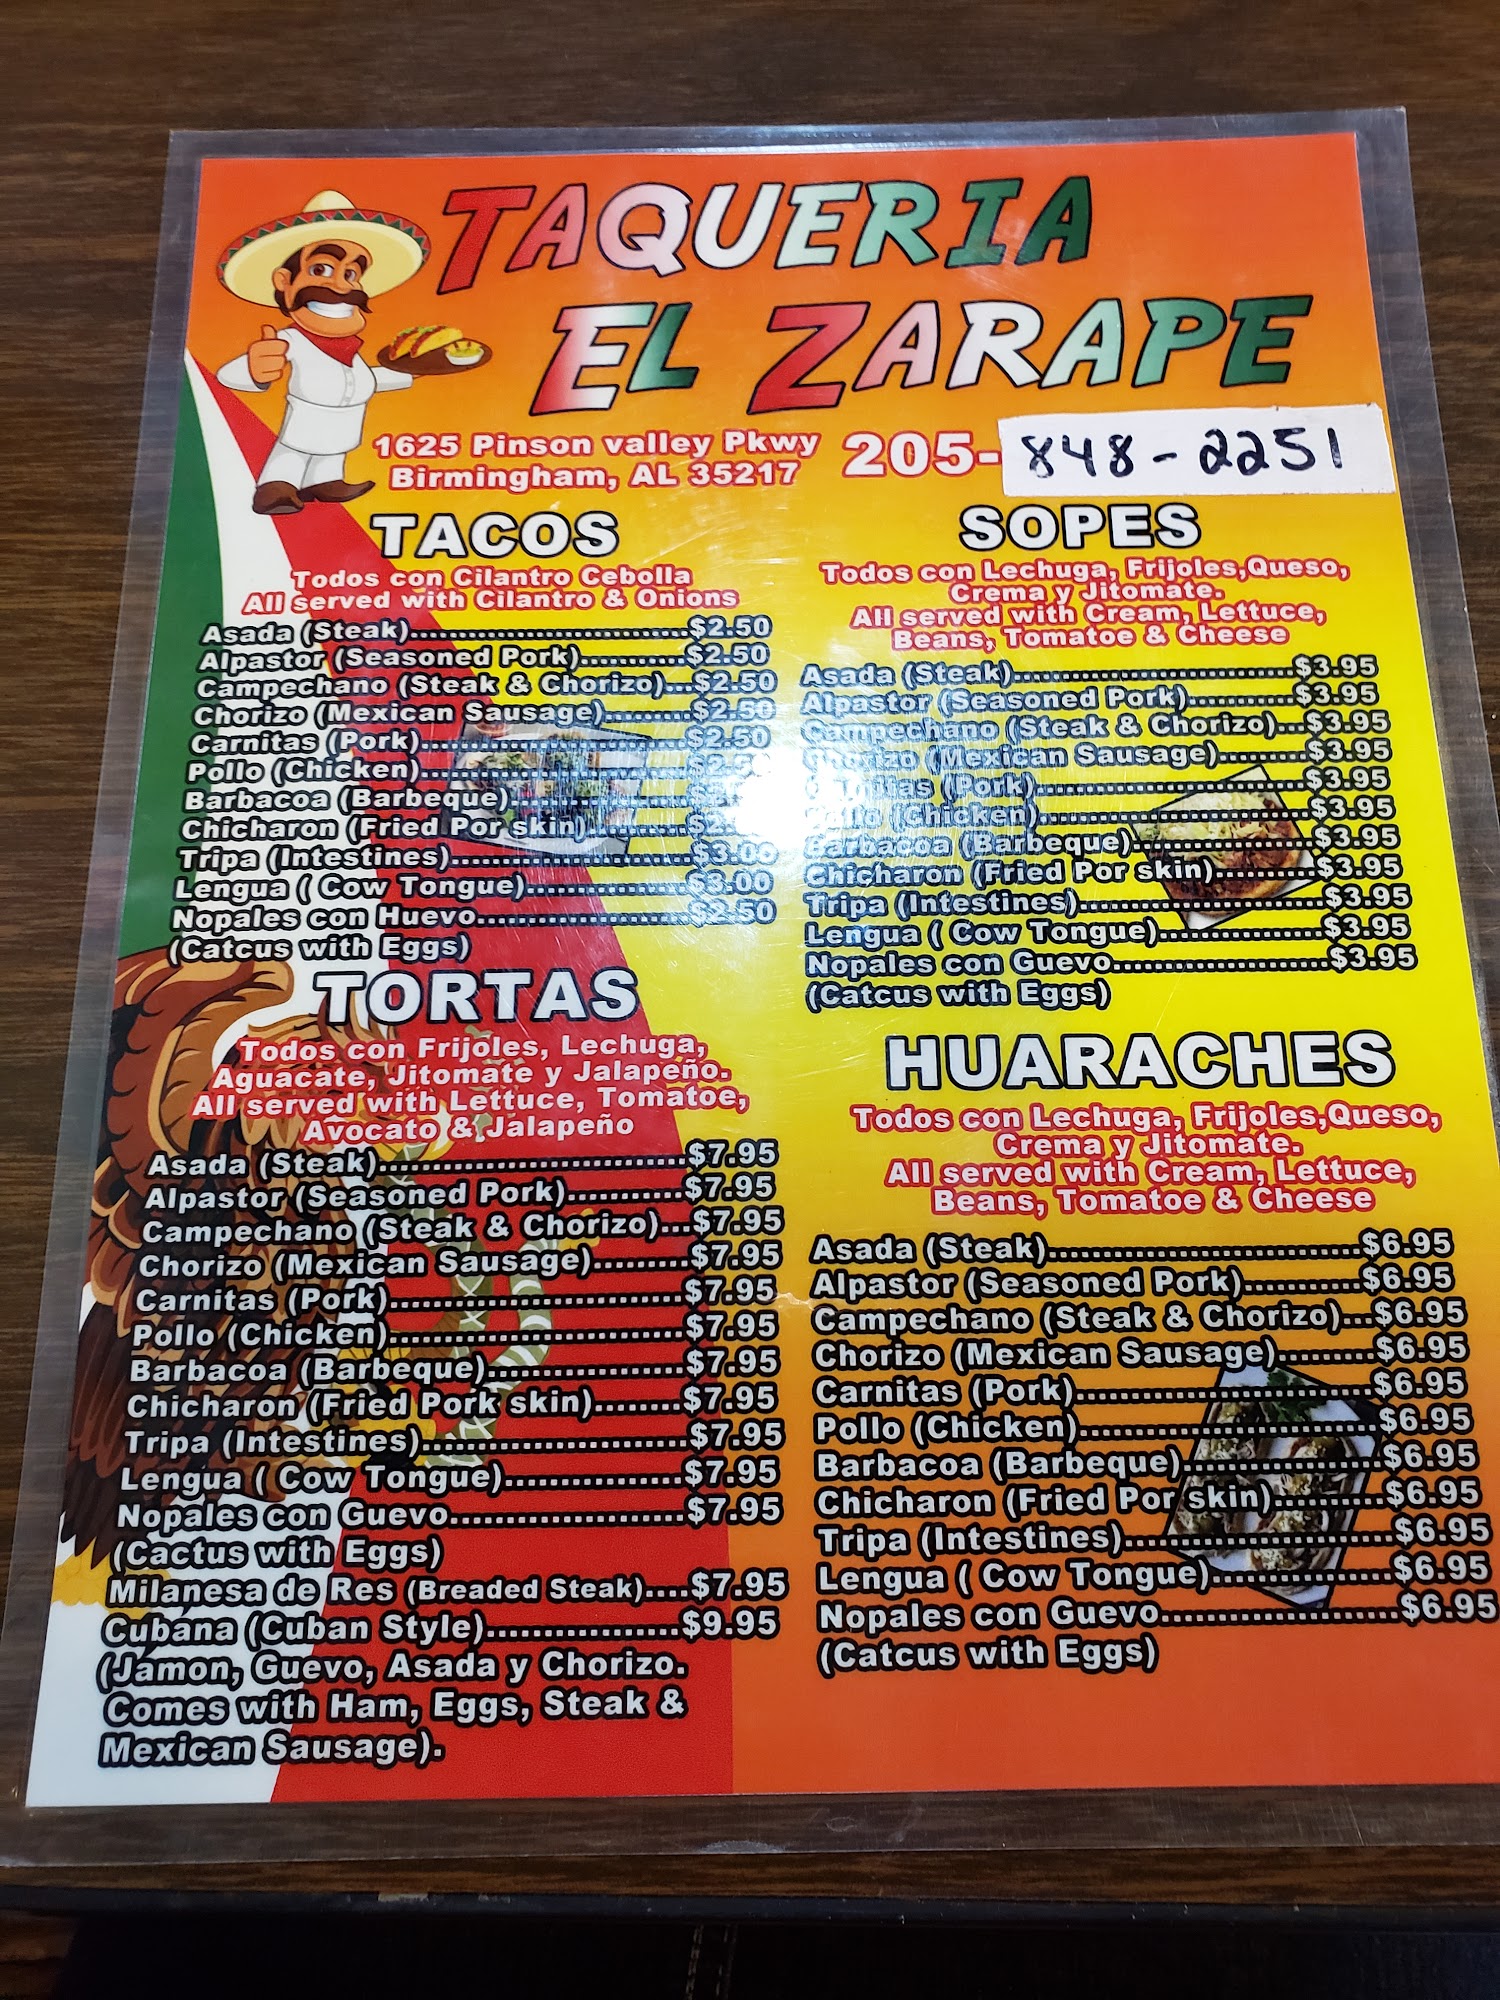 TAQUERIA
EL ZARAPE
1625 Pinson valley Pkwy
Birmingham, AL 35217
205-848-2251
TACOS
Todos con Cilantro Cebolla
All served with Cilantro & Onions
Asada (Steak)..............................$2.50
Alpastor (Seasoned Pork)...........$2.50
Campechano (Steak & Chorizo)...$2.50
Chorizo (Mexican Sausage).........$2.50
Carnitas (Pork)............................$2.50
Pollo (Chicken)............................
Barbacoa (Barbeque)...................
Chicharon (Fried Por skin)..........
Tripa (Intestines)..........................$3.00
Lengua ( Cow Tongue).................$3.00
Nopales con Huevo......................$2.50
(Catcus with Eggs)
TORTAS
Todos con Frijoles, Lechuga,
Aguacate, Jitomate y Jalapeño.
All served with Lettuce, Tomatoe,
Avocato & Jalapeño
Asada (Steak)..............................$7.95
Alpastor (Seasoned Pork)............$7.95
Campechano (Steak & Chorizo)...$7.95
Chorizo (Mexican Sausage).........$7.95
Carnitas (Pork)............................$7.95
Pollo (Chicken)............................$7.95
Barbacoa (Barbeque)...................$7.95
Chicharon (Fried Pork skin).........$7.95
Tripa (Intestines).........................$7.95
Lengua ( Cow Tongue).................$7.95
Nopales con Guevo......................$7.95
(Cactus with Eggs)
Milanesa de Res (Breaded Steak)....$7.95
Cubana (Cuban Style)..................$9.95
(Jamon, Guevo, Asada y Chorizo.
Comes with Ham, Eggs, Steak &
Mexican Sausage).
SOPES
Todos con Lechuga, Frijoles,Queso,
Crema y Jitomate.
All served with Cream, Lettuce,
Beans, Tomatoe & Cheese
Asada (Steak)..............................$3.95
Alpastor (Seasoned Pork)............$3.95
Campechano (Steak & Chorizo)...$3.95
Chorizo (Mexican Sausage).........$3.95
(Pork)............................$3.95
(Chicken)............................$3.95
Barbacoa (Barbeque)...................$3.95
Chicharon (Fried Por skin)..........$3.95
Tripa (Intestines).........................$3.95
Lengua ( Cow Tongue).................$3.95
Nopales con Guevo......................$3.95
(Catcus with Eggs)
HUARACHES
Todos con Lechuga, Frijoles,Queso,
Crema y Jitomate.
All served with Cream, Lettuce,
Beans, Tomatoe & Cheese
Asada (Steak)..............................$6.95
Alpastor (Seasoned Pork)............$6.95
Campechano (Steak & Chorizo)...$6.95
Chorizo (Mexican Sausage).........$6.95
Carnitas (Pork)............................$6.95
Pollo (Chicken)............................$6.95
Barbacoa (Barbeque)...................$6.95
Chicharon (Fried Por skin)..........$6.95
Tripa (Intestines).........................$6.95
Lengua ( Cow Tongue).................$6.95
Nopales con Guevo......................$6.95
(Catcus with Eggs)